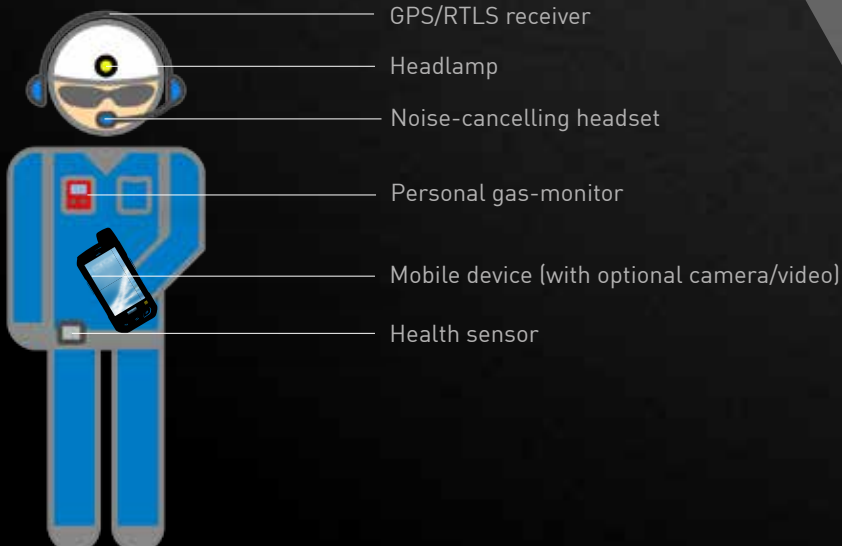 GPS/RTLS receiver
Headlamp
Noise-cancelling headset
Personal gas-monitor
Mobile device (with optional camera/video)
Health sensor